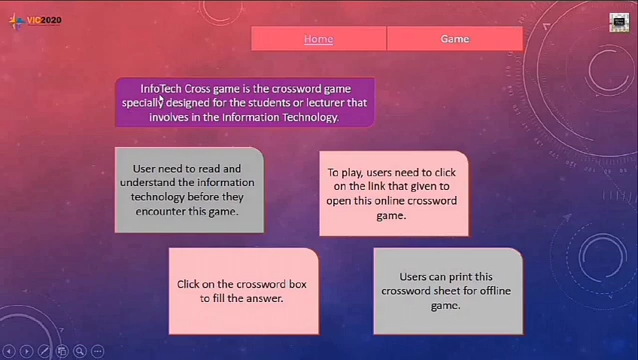 VIC2020
Home
Game
InfoTech Cross game is the crossword game
specially designed for the students or lecturer that
involves in the Information Technology.
User need to read and
understand the information
technology before they
encounter this game.
To play, users need to click
on the link that given to
open this online crossword
game.
Click on the crossword box
to fill the answer.
Users can print this
crossword sheet for offline
game.